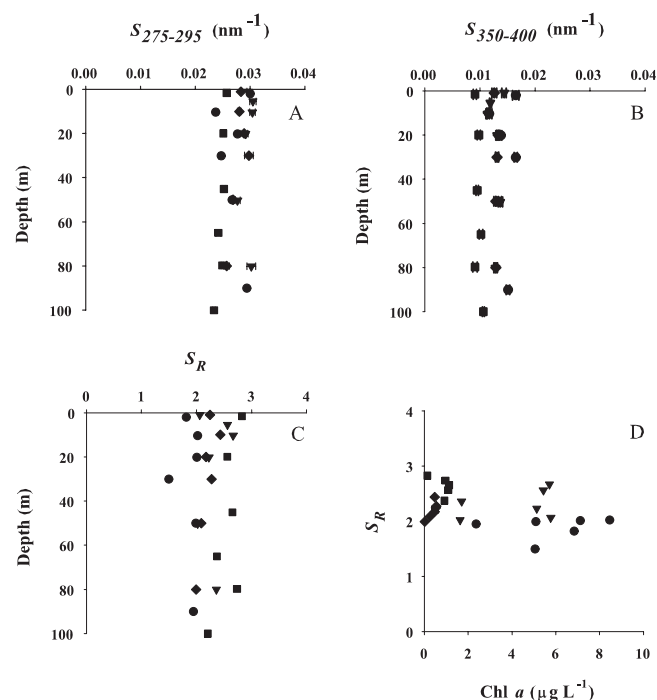 S275-295 (nm-1)
0.00 0.01 0.02 0.03 0.04
0
20
40
60
80
100
Depth (m)
A
S350-400 (nm-1)
0.00 0.01 0.02 0.03 0.04
0
20
40
60
80
100
Depth (m)
B
SR
0 1 2 3 4
0
20
40
60
80
100
Depth (m)
C
4
3
2
1
0
SR
D
0 2 4 6 8 10
Chl a (µg L-1)